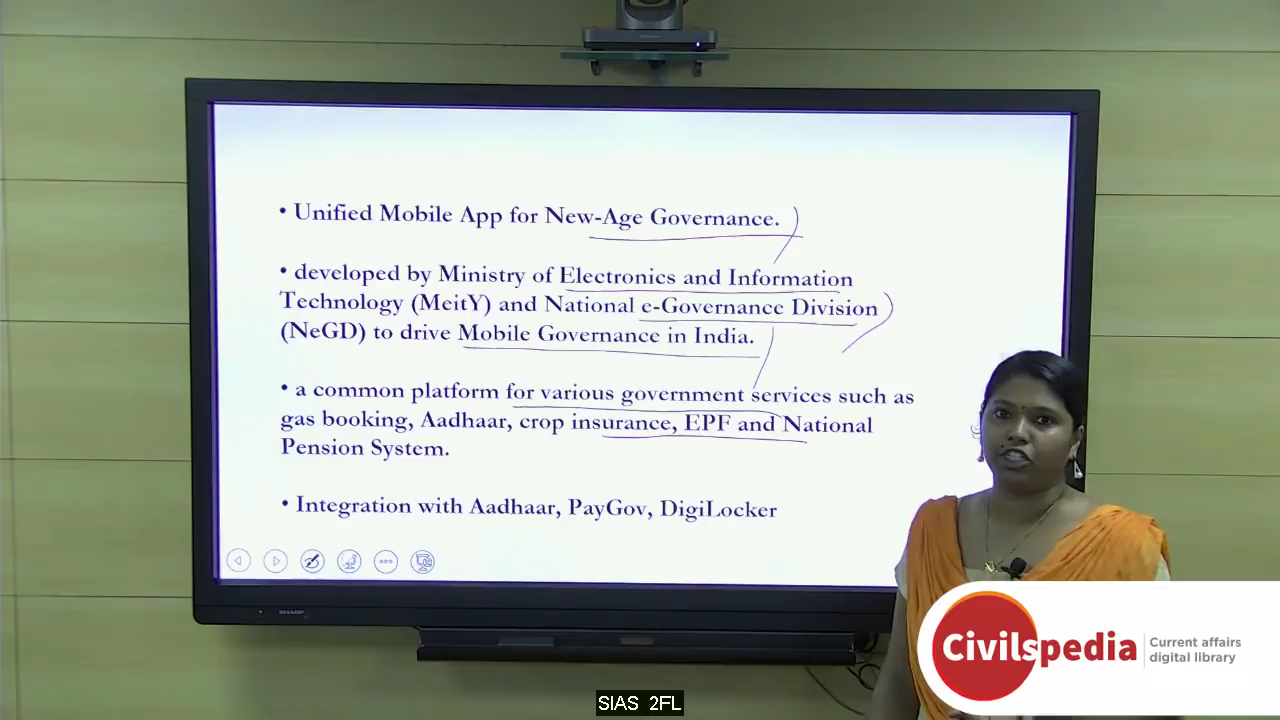 • Unified Mobile App for New-Age Governance.
• developed by Ministry of Electronics and Information
Technology (MeitY) and National e-Governance Division
(NeGD) to drive Mobile Governance in India.
• a common platform for various government services such as
gas booking, Aadhaar, crop insurance, EPF and National
Pension System.
• Integration with Aadhaar, PayGov, DigiLocker
SHARP
Civilspedia
Current affairs
digital library
SIAS 2FL